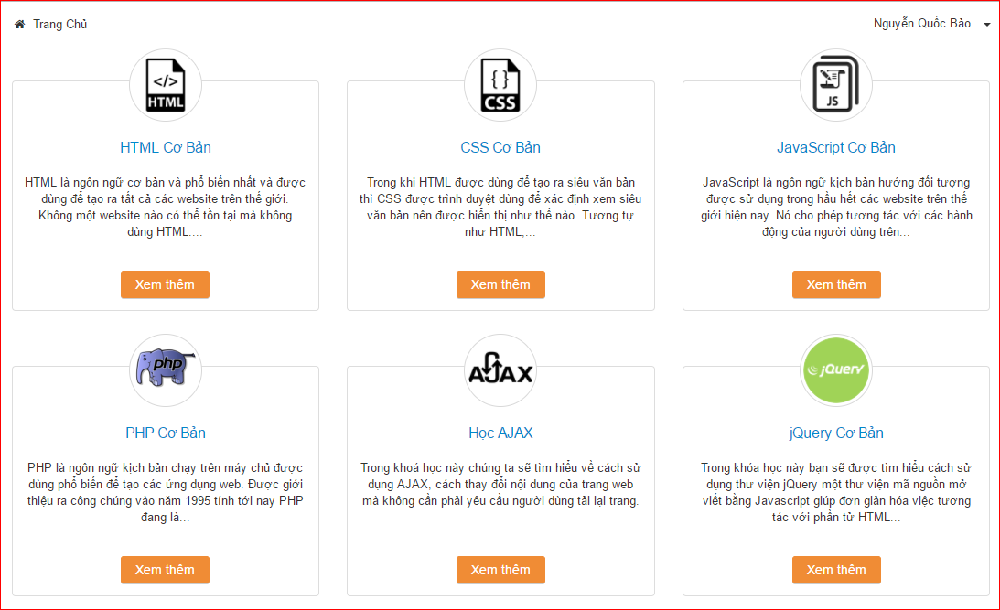 Trang Chủ
Nguyễn Quốc Bảo .
</>
HTML
{ }
CSS
JS
HTML Cơ Bản
CSS Cơ Bản
JavaScript Cơ Bản
HTML là ngôn ngữ cơ bản và phổ biến nhất và được
dùng để tạo ra tất cả các website trên thế giới.
Không một website nào có thể tồn tại mà không
dùng HTML....
Trong khi HTML được dùng để tạo ra siêu văn bản
thì CSS được trình duyệt dùng để xác định xem siêu
văn bản nên được hiển thị như thế nào. Tương tự
như HTML,...
JavaScript là ngôn ngữ kịch bản hướng đối tượng
được sử dụng trong hầu hết các website trên thế
giới hiện nay. Nó cho phép tương tác với các hành
động của người dùng trên...
Xem thêm
Xem thêm
Xem thêm
php
AJAX
jQuery
PHP Cơ Bản
Học AJAX
jQuery Cơ Bản
PHP là ngôn ngữ kịch bản chạy trên máy chủ được
dùng phổ biến để tạo các ứng dụng web. Được giới
thiệu ra công chúng vào năm 1995 tính tới nay PHP
đang là...
Trong khoá học này chúng ta sẽ tìm hiểu về cách sử
dụng AJAX, cách thay đổi nội dung của trang web
mà không cần phải yêu cầu người dùng tải lại trang.
Trong khóa học này bạn sẽ được tìm hiểu cách sử
dụng thư viện jQuery một thư viện mã nguồn mở
viết bằng Javascript giúp đơn giản hóa việc tương
tác với phần tử HTML...
Xem thêm
Xem thêm
Xem thêm